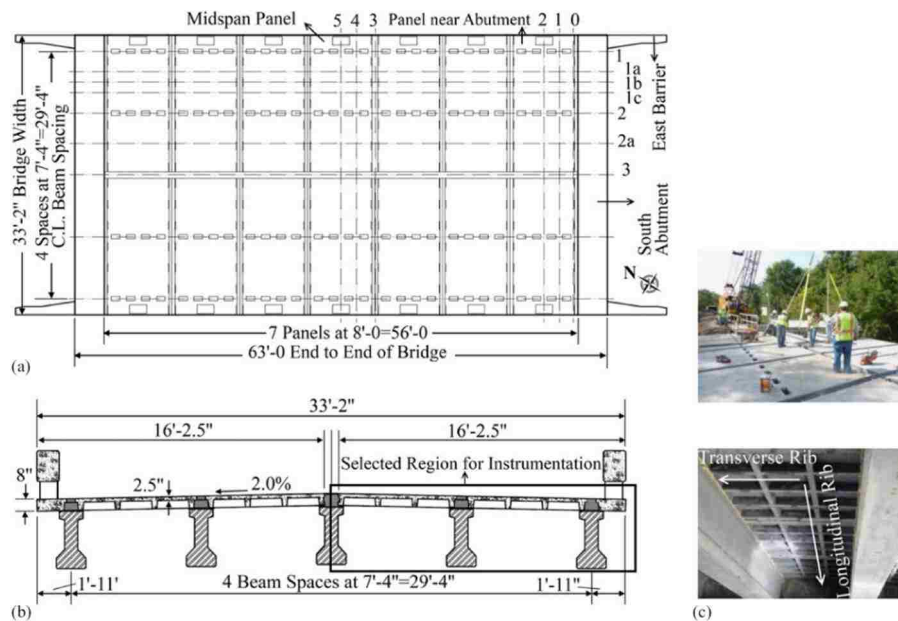 Midspan Panel
5 4 3
Panel near Abutment
2 1 0
33'-2" Bridge Width
4 Spaces at 7'-4"=29'-4"
C.L. Beam Spacing
1
1a
1b
1c
2
2a
3
East Barrier
South
Abutment
N
7 Panels at 8'-0=56'-0
63'-0 End to End of Bridge
(a)
33'-2"
16'-2.5"
16'-2.5"
Selected Region for Instrumentation
8"
2.5"
2.0%
4 Beam Spaces at 7'-4"=29'-4"
1'-11'
1'-11"
(b)
Transverse Rib
Longitudinal Rib
(c)